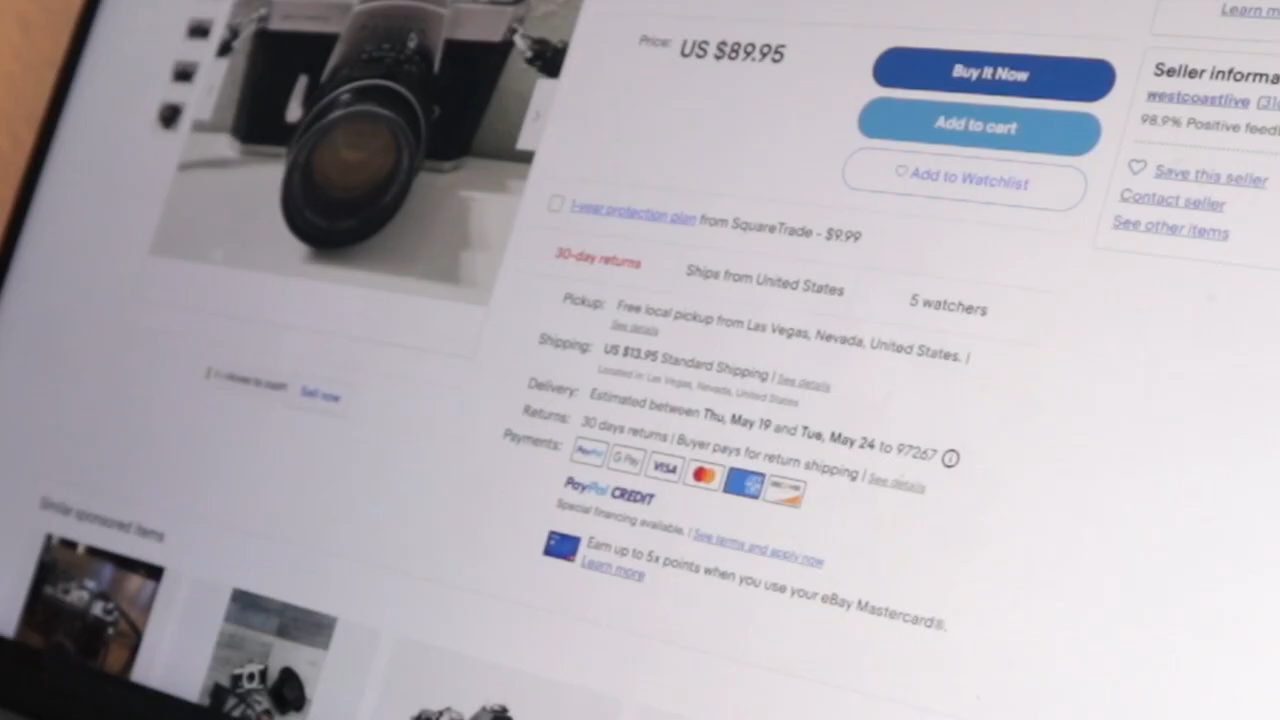 Learn m
Price: US $89.95
Buy It Now
Add to cart
Add to Watchlist
Seller informa
westcoastlive (31
98.9% Positive feed
Save this seller
Contact seller
See other items
1-year protection plan from SquareTrade - $9.99
30-day returns
Ships from United States
5 watchers
Pickup: Free local pickup from Las Vegas, Nevada, United States. |
See details
Shipping: US $13.95 Standard Shipping | See details
Located in: Las Vegas, Nevada, United States
Delivery: Estimated between Thu, May 19 and Tue, May 24 to 97267
Returns: 30 days returns | Buyer pays for return shipping | See details
Payments: PayPal G Pay VISA DISCOVER
PayPal CREDIT
Special financing available. | See terms and apply now
Earn up to 5x points when you use your eBay Mastercard®.
Learn more
Sell now
Similar sponsored items